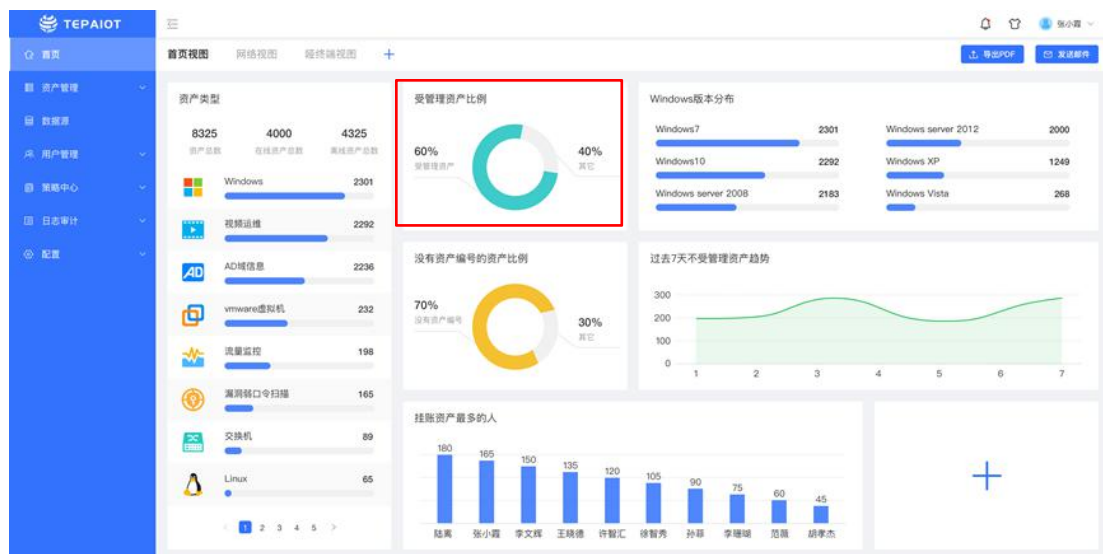 TEPAIOT
张小霞
首页
资产管理
数据源
用户管理
策略中心
日志审计
配置
首页视图
网络视图
哑终端视图
导出PDF
发送邮件
资产类型
8325
4000
4325
资产总数
在线资产总数
离线资产总数
Windows
2301
视频运维
2292
AD域信息
2236
vmware虚拟机
232
流量监控
198
漏洞弱口令扫描
165
交换机
89
Linux
65
1 2 3 4 5
受管理资产比例
60%
受管理资产
40%
其它
Windows版本分布
Windows7
2301
Windows server 2012
2000
Windows10
2292
Windows XP
1249
Windows server 2008
2183
Windows Vista
268
没有资产编号的资产比例
70%
没有资产编号
30%
其它
过去7天不受管理资产趋势
300
200
100
0
1 2 3 4 5 6 7
挂账资产最多的人
180 165 150 135 120 105 90 75 60 45
陆离 张小霞 李文辉 王晓德 许智汇 徐智秀 孙菲 李珊瑚 范薇 胡孝杰